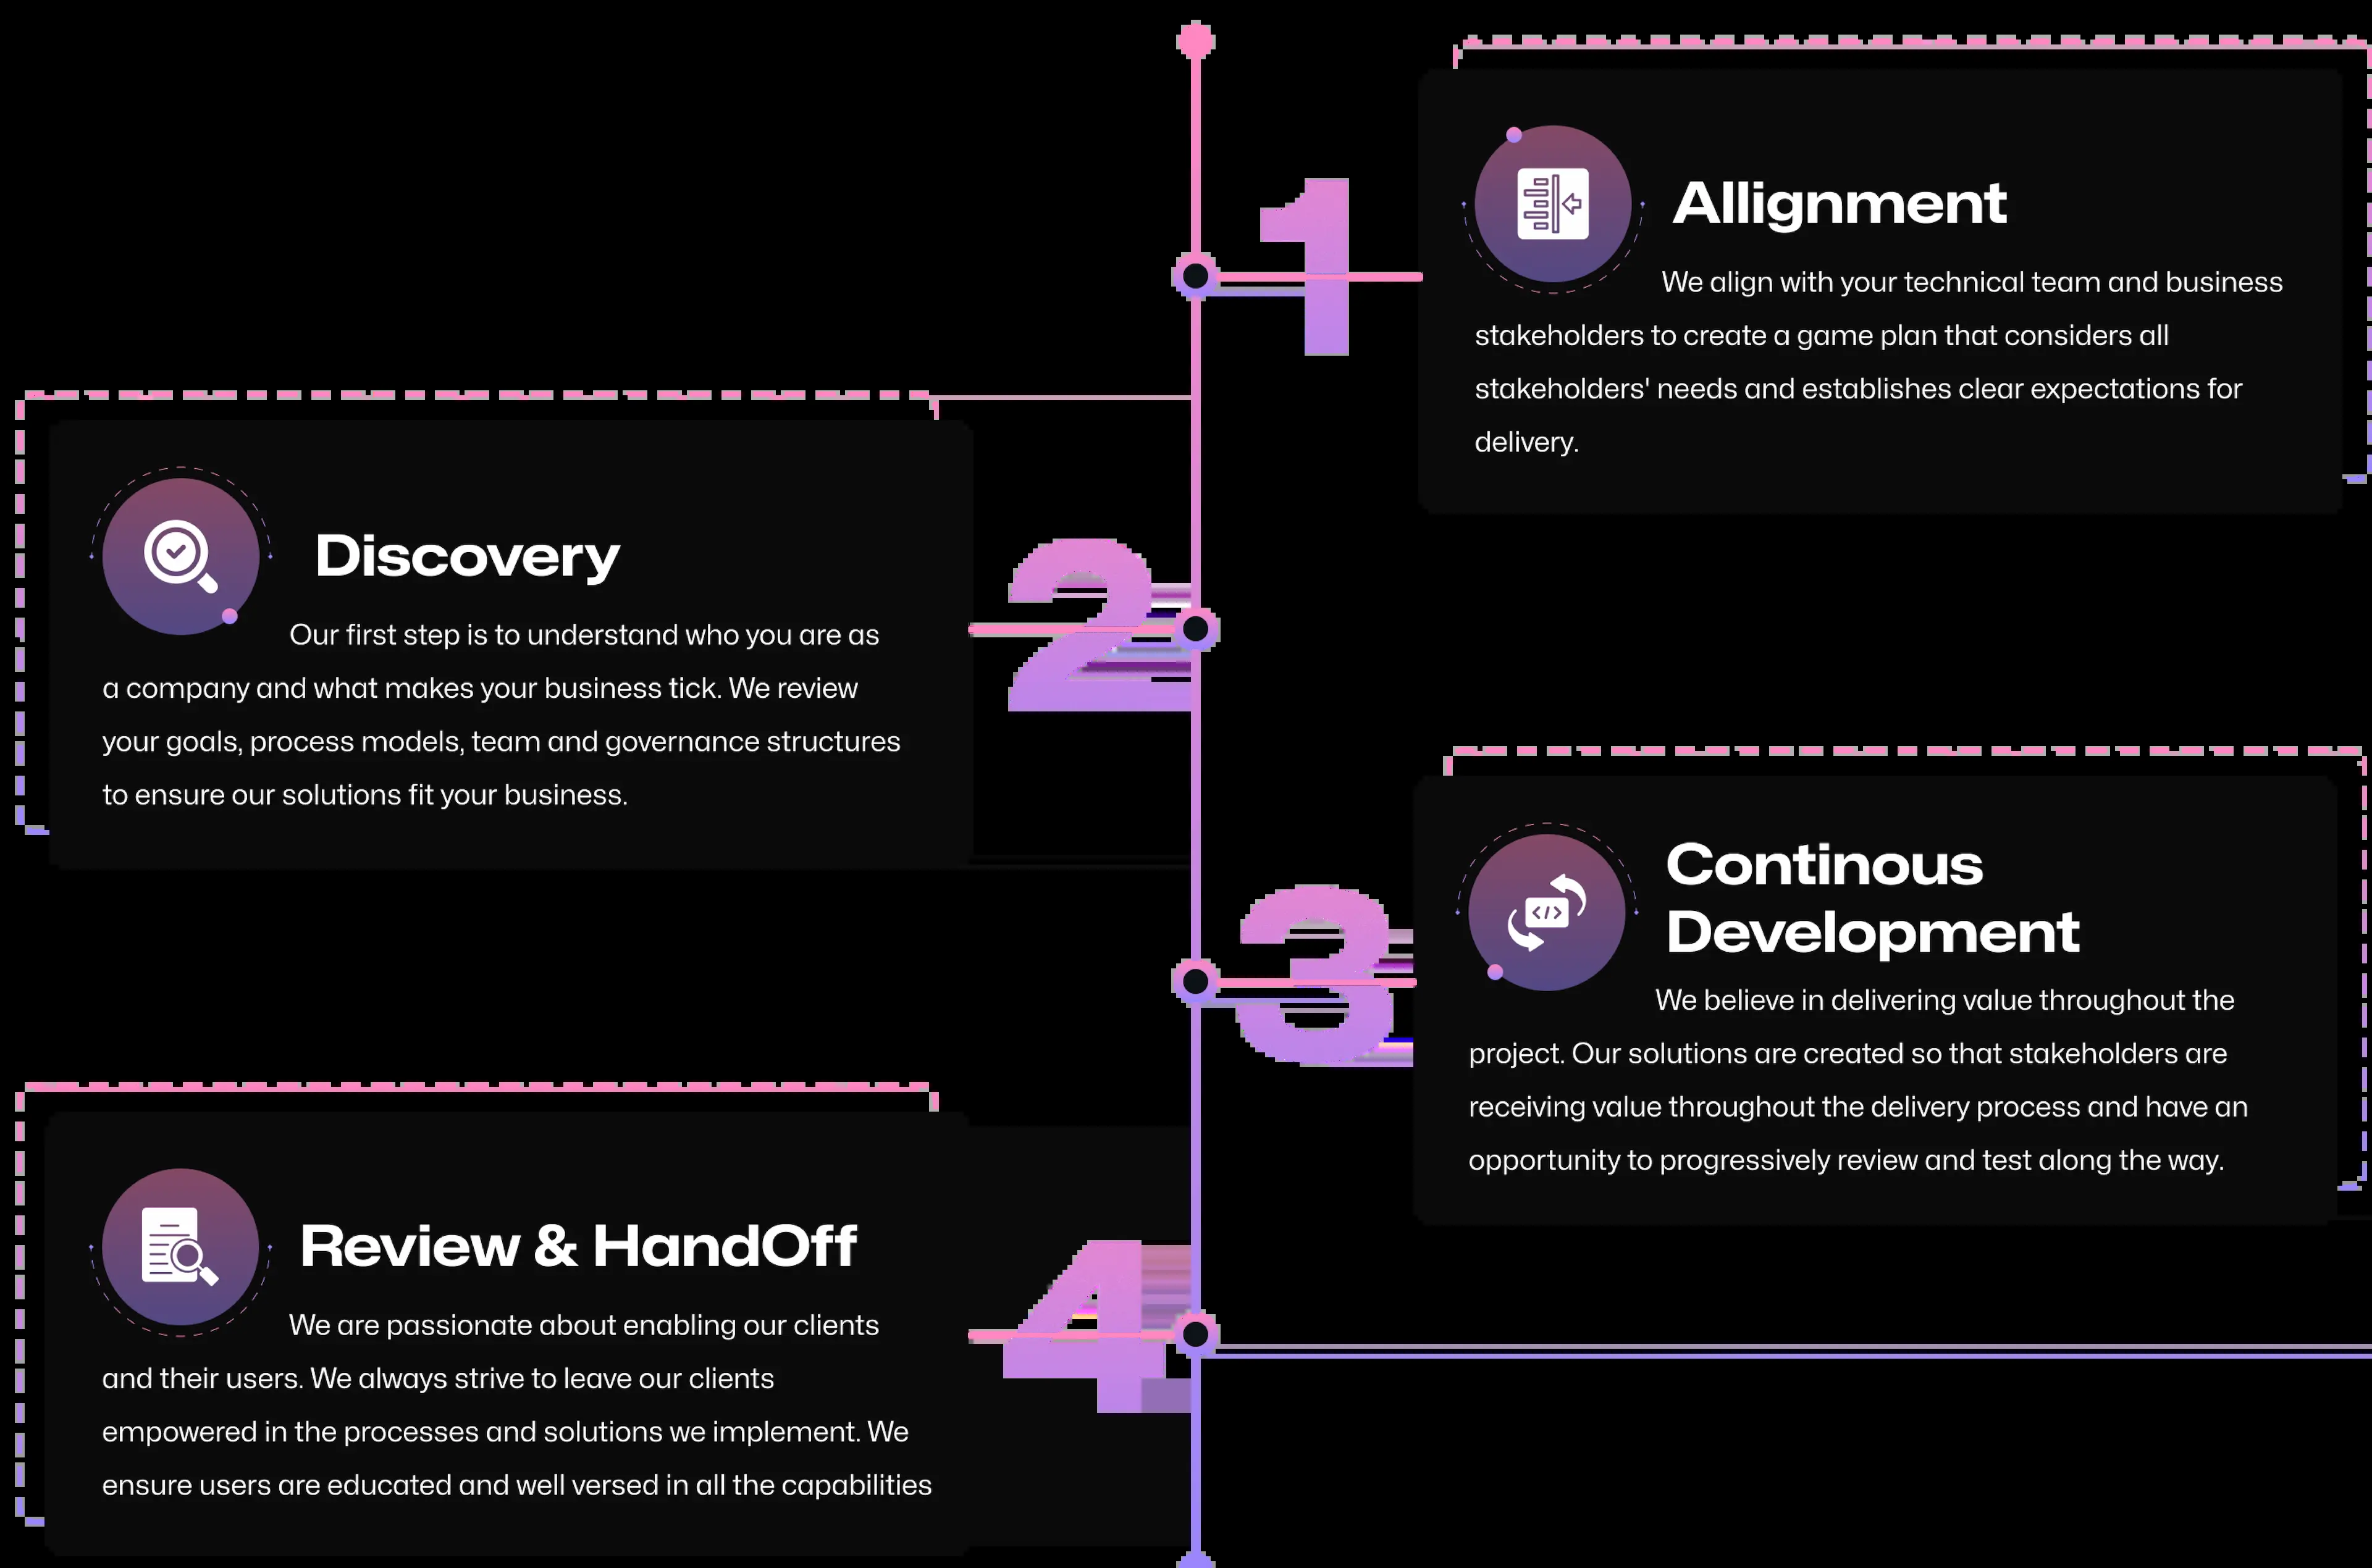 1
Allignment
We align with your technical team and business
stakeholders to create a game plan that considers all
stakeholders' needs and establishes clear expectations for
delivery.
2
Discovery
Our first step is to understand who you are as
a company and what makes your business tick. We review
your goals, process models, team and governance structures
to ensure our solutions fit your business.
3
Continous
Development
We believe in delivering value throughout the
project. Our solutions are created so that stakeholders are
receiving value throughout the delivery process and have an
opportunity to progressively review and test along the way.
4
Review & HandOff
We are passionate about enabling our clients
and their users. We always strive to leave our clients
empowered in the processes and solutions we implement. We
ensure users are educated and well versed in all the capabilities